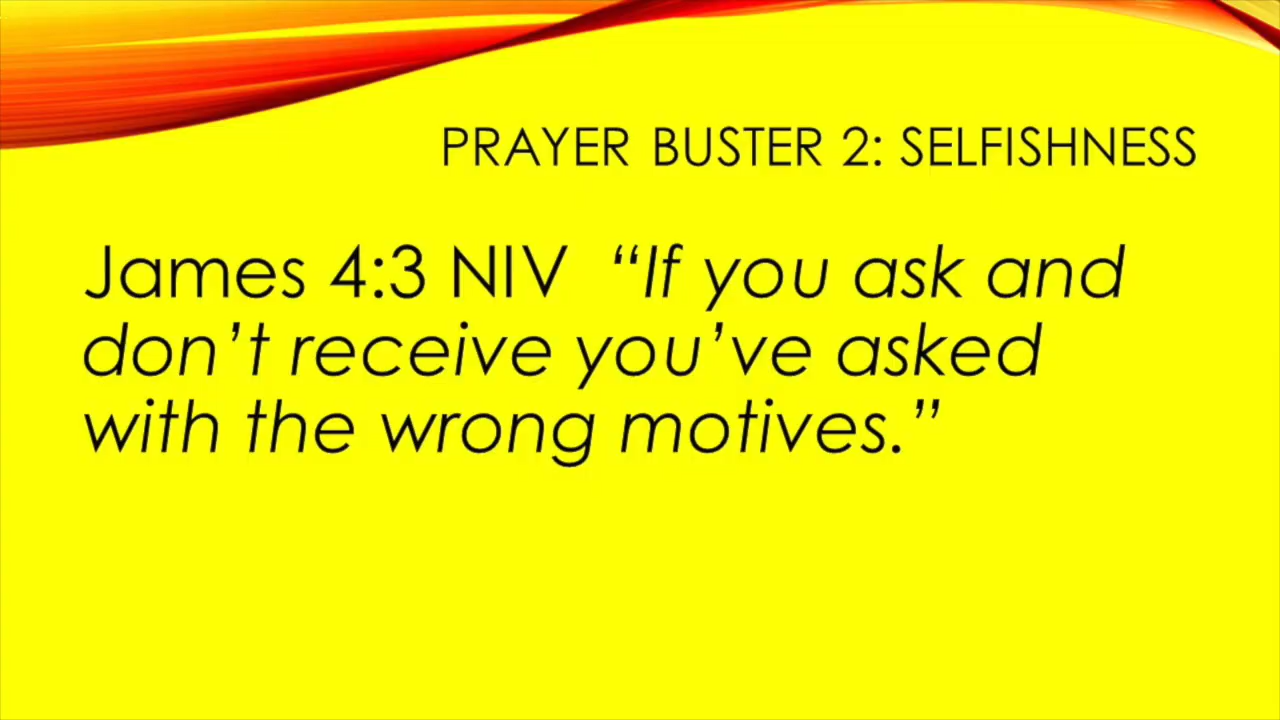 PRAYER BUSTER 2: SELFISHNESS
James 4:3 NIV  “If you ask and
don’t receive you’ve asked
with the wrong motives.”